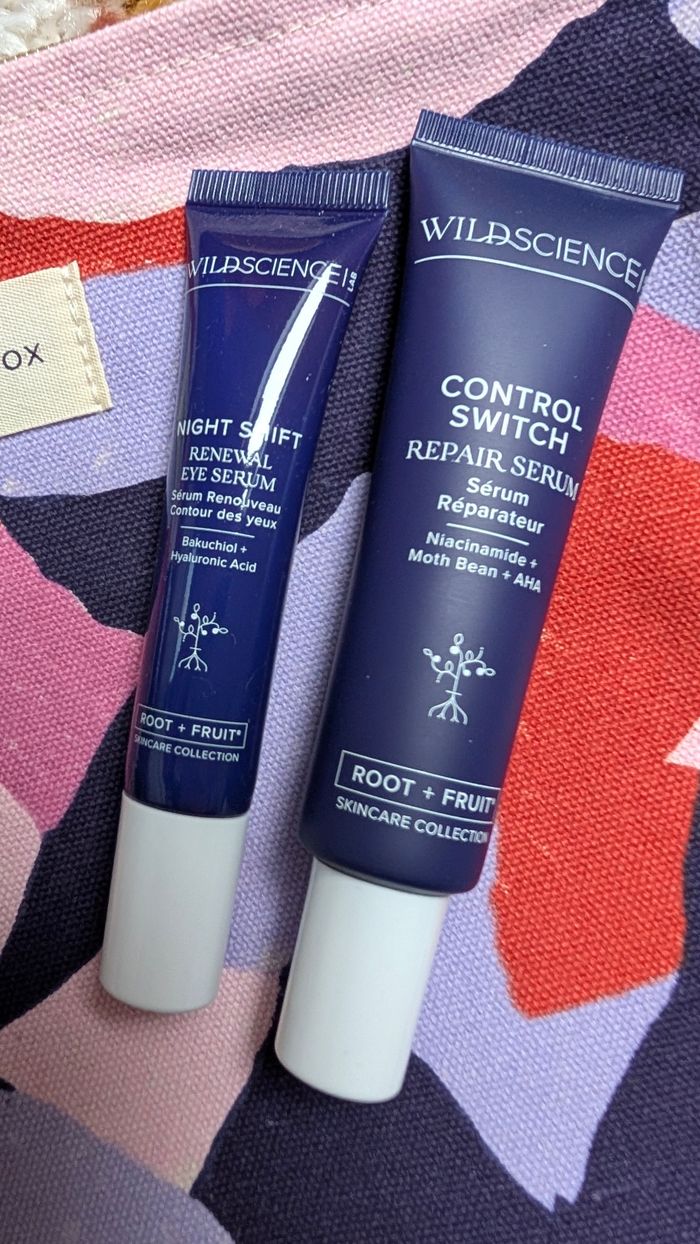 OX
WILDSCIENCE|LAB
NIGHT SHIFT
RENEWAL
EYE SERUM
Sérum Renouveau
Contour des yeux
Bakuchiol +
Hyaluronic Acid
ROOT + FRUIT®
SKINCARE COLLECTION
WILDSCIENCE|
CONTROL
SWITCH
REPAIR SERUM
Sérum
Réparateur
Niacinamide +
Moth Bean + AHA
ROOT + FRUIT®
SKINCARE COLLECTION